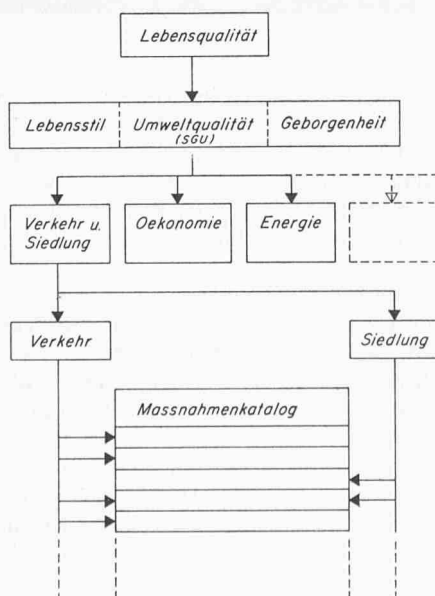 Lebensqualität
Lebensstil
Umweltqualität
(SGU)
Geborgenheit
Verkehr u.
Siedlung
Oekonomie
Energie
Verkehr
Siedlung
Massnahmenkatalog